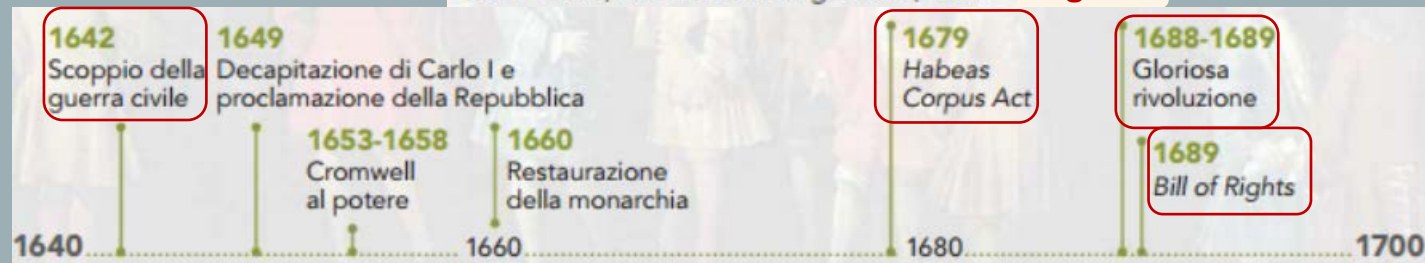 1642
Scoppio della
guerra civile
1649
Decapitazione di Carlo I e
proclamazione della Repubblica
1653-1658
Cromwell
al potere
1660
Restaurazione
della monarchia
1679
Habeas
Corpus Act
1688-1689
Gloriosa
rivoluzione
1689
Bill of Rights
1640 1660 1680 1700